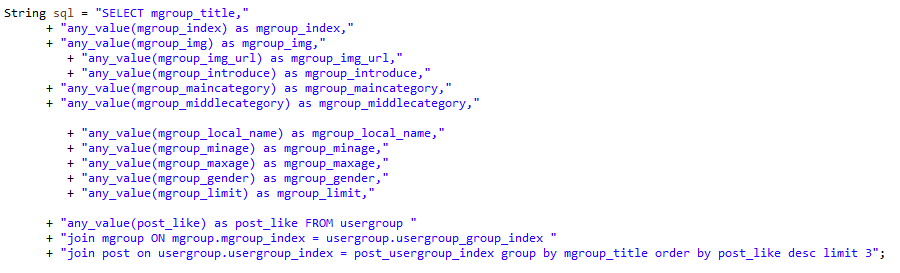 String sql = "SELECT mgroup_title,"
+ "any_value(mgroup_index) as mgroup_index,"
+ "any_value(mgroup_img) as mgroup_img,"
+ "any_value(mgroup_img_url) as mgroup_img_url,"
+ "any_value(mgroup_introduce) as mgroup_introduce,"
+ "any_value(mgroup_maincategory) as mgroup_maincategory,"
+ "any_value(mgroup_middlecategory) as mgroup_middlecategory,"
+ "any_value(mgroup_local_name) as mgroup_local_name,"
+ "any_value(mgroup_minage) as mgroup_minage,"
+ "any_value(mgroup_maxage) as mgroup_maxage,"
+ "any_value(mgroup_gender) as mgroup_gender,"
+ "any_value(mgroup_limit) as mgroup_limit,"
+ "any_value(post_like) as post_like FROM usergroup "
+ "join mgroup ON mgroup.mgroup_index = usergroup.usergroup_group_index "
+ "join post on usergroup.usergroup_index = post_usergroup_index group by mgroup_title order by post_like desc limit 3";